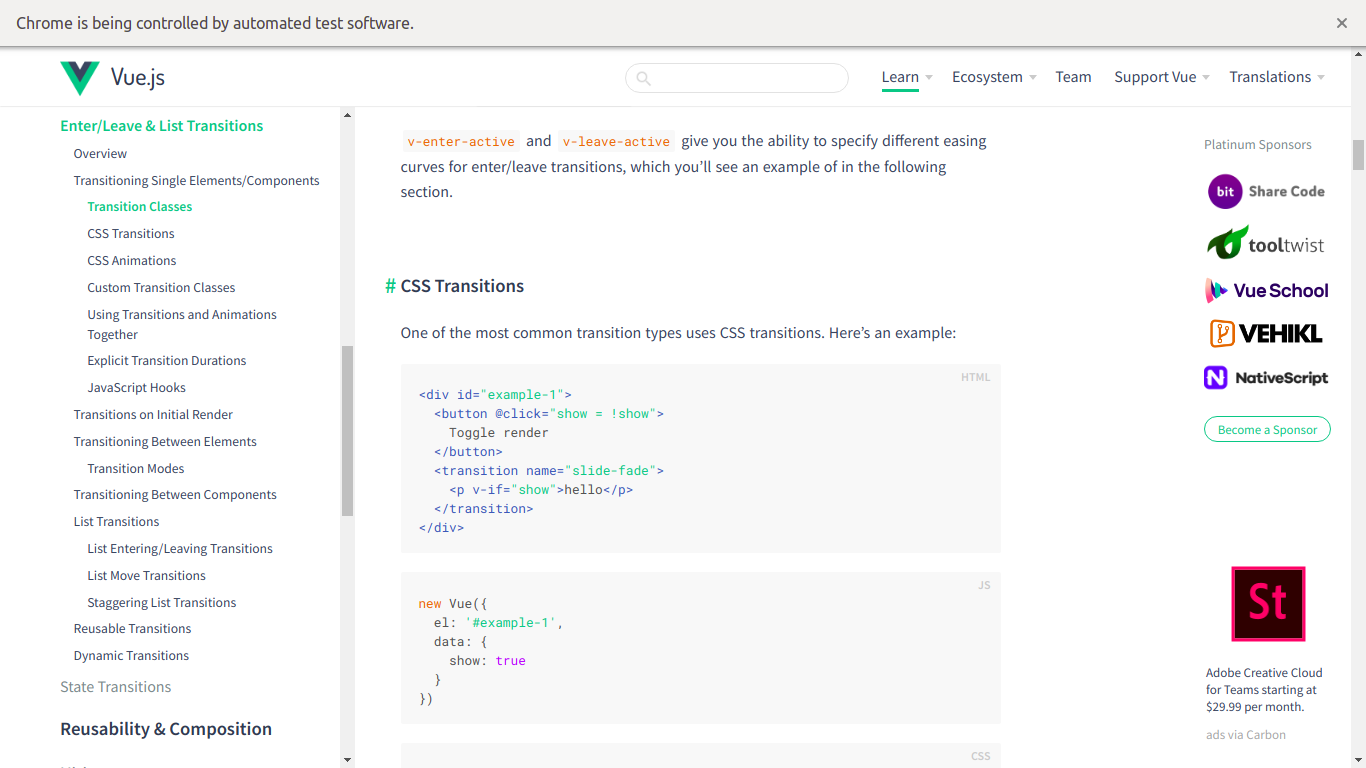 Chrome is being controlled by automated test software.
Vue.js
Learn
Ecosystem
Team
Support Vue
Translations
Enter/Leave & List Transitions
Overview
Transitioning Single Elements/Components
Transition Classes
CSS Transitions
CSS Animations
Custom Transition Classes
Using Transitions and Animations
Together
Explicit Transition Durations
JavaScript Hooks
Transitions on Initial Render
Transitioning Between Elements
Transition Modes
Transitioning Between Components
List Transitions
List Entering/Leaving Transitions
List Move Transitions
Staggering List Transitions
Reusable Transitions
Dynamic Transitions
State Transitions
Reusability & Composition
v-enter-active and v-leave-active give you the ability to specify different easing
curves for enter/leave transitions, which you’ll see an example of in the following
section.
# CSS Transitions
One of the most common transition types uses CSS transitions. Here’s an example:
HTML
<div id="example-1">
  <button @click="show = !show">
    Toggle render
  </button>
  <transition name="slide-fade">
    <p v-if="show">hello</p>
  </transition>
</div>
JS
new Vue({
  el: '#example-1',
  data: {
    show: true
  }
})
CSS
Platinum Sponsors
bit Share Code
tooltwist
Vue School
VEHIKL
N NativeScript
Become a Sponsor
St
Adobe Creative Cloud
for Teams starting at
$29.99 per month.
ads via Carbon